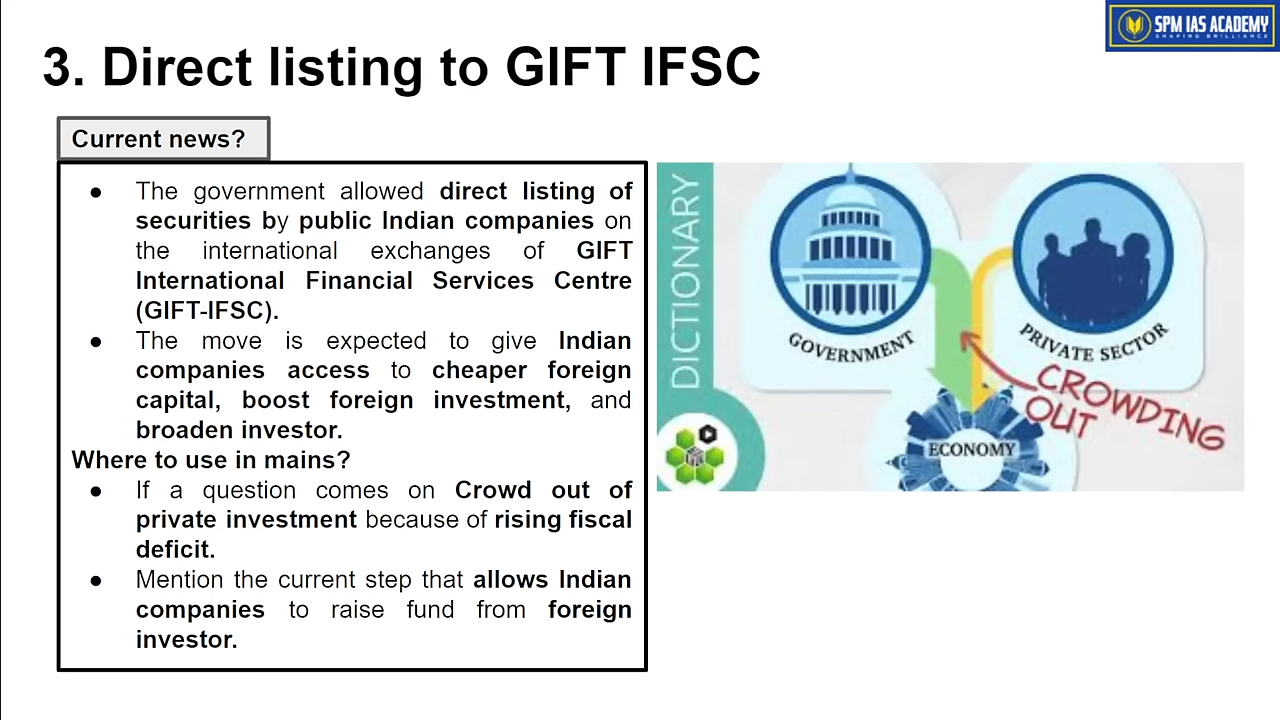 SPM IAS ACADEMY
SHAPING BRILLIANCE
3. Direct listing to GIFT IFSC
Current news?
● The government allowed direct listing of
securities by public Indian companies on
the international exchanges of GIFT
International Financial Services Centre
(GIFT-IFSC).
● The move is expected to give Indian
companies access to cheaper foreign
capital, boost foreign investment, and
broaden investor.
Where to use in mains?
● If a question comes on Crowd out of
private investment because of rising fiscal
deficit.
● Mention the current step that allows Indian
companies to raise fund from foreign
investor.
DICTIONARY
GOVERNMENT
PRIVATE SECTOR
CROWDING
OUT
ECONOMY